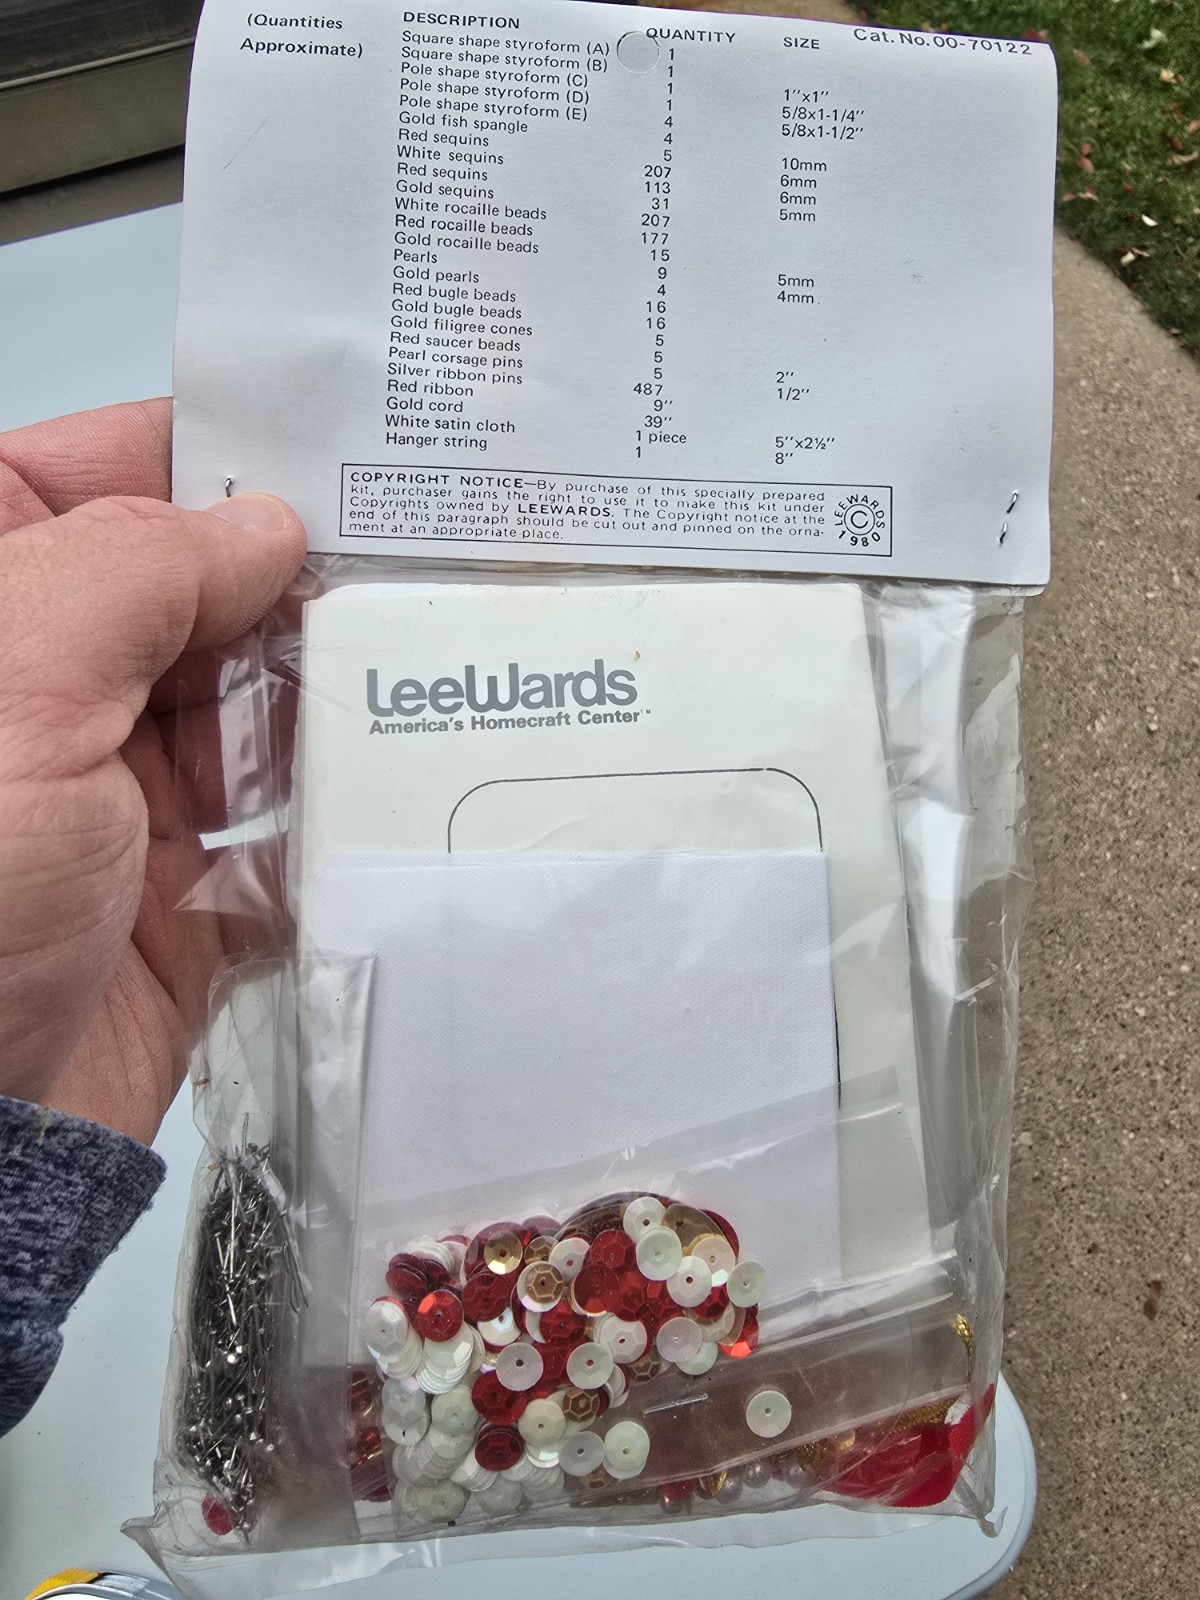 (Quantities Approximate)
DESCRIPTION QUANTITY SIZE Cat. No. 00-70122
Square shape styroform (A) 1
Square shape styroform (B) 1
Pole shape styroform (C) 1 1''x1''
Pole shape styroform (D) 1 5/8x1-1/4''
Pole shape styroform (E) 4 5/8x1-1/2''
Gold fish spangle 4
Red sequins 5 10mm
White sequins 207 6mm
Red sequins 113 6mm
Gold sequins 31 5mm
White rocaille beads 207
Red rocaille beads 177
Gold rocaille beads 15
Pearls 9 5mm
Gold pearls 4 4mm.
Red bugle beads 16
Gold bugle beads 16
Gold filigree cones 5
Red saucer beads 5
Pearl corsage pins 5 2''
Silver ribbon pins 487 1/2''
Red ribbon 9''
Gold cord 39''
White satin cloth 1 piece 5''x2½''
Hanger string 1 8''
COPYRIGHT NOTICE—By purchase of this specially prepared
kit, purchaser gains the right to use it to make this kit under
Copyrights owned by LEEWARDS. The Copyright notice at the
end of this paragraph should be cut out and pinned on the orna-
ment at an appropriate place.
LEEWARDS © 1980
LeeWards
America's Homecraft Center™